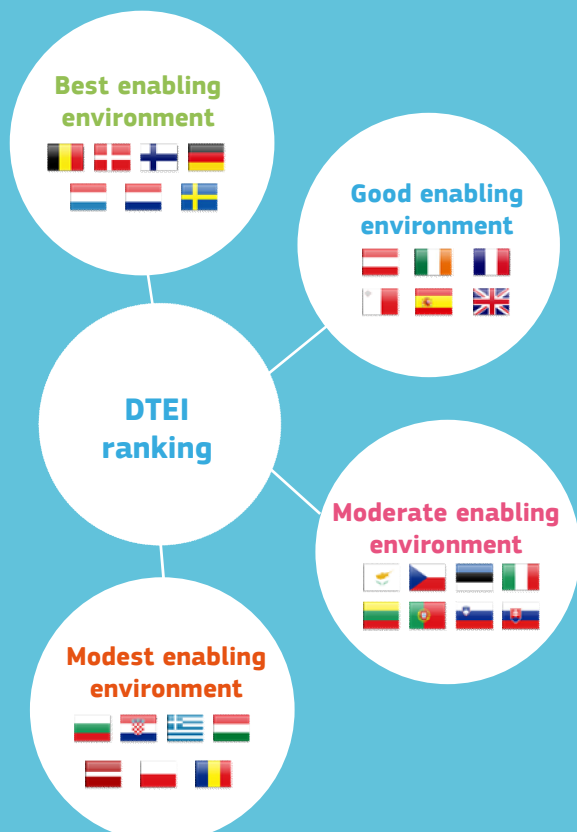 Best enabling
environment
Good enabling
environment
DTEI
ranking
Moderate enabling
environment
Modest enabling
environment